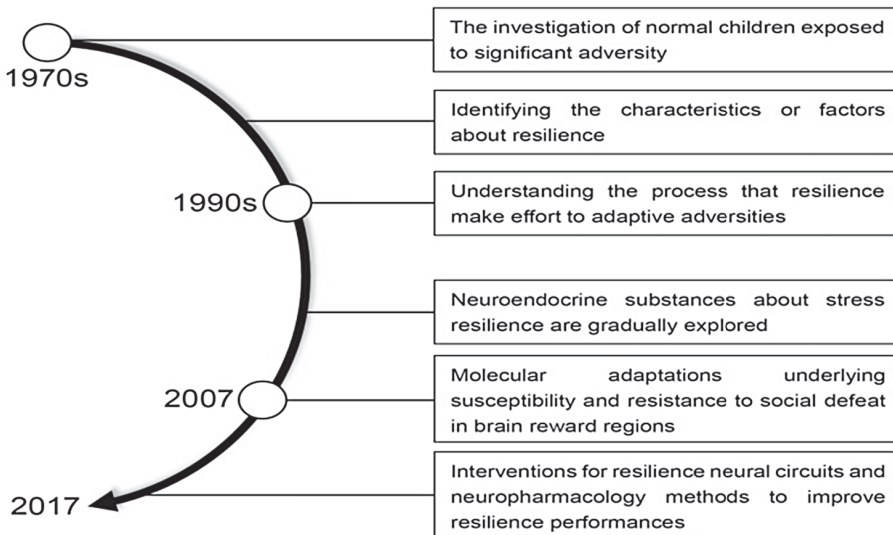 1970s
The investigation of normal children exposed
to significant adversity
Identifying the characteristics or factors
about resilience
1990s
Understanding the process that resilience
make effort to adaptive adversities
Neuroendocrine substances about stress
resilience are gradually explored
2007
Molecular adaptations underlying
susceptibility and resistance to social defeat
in brain reward regions
2017
Interventions for resilience neural circuits and
neuropharmacology methods to improve
resilience performances